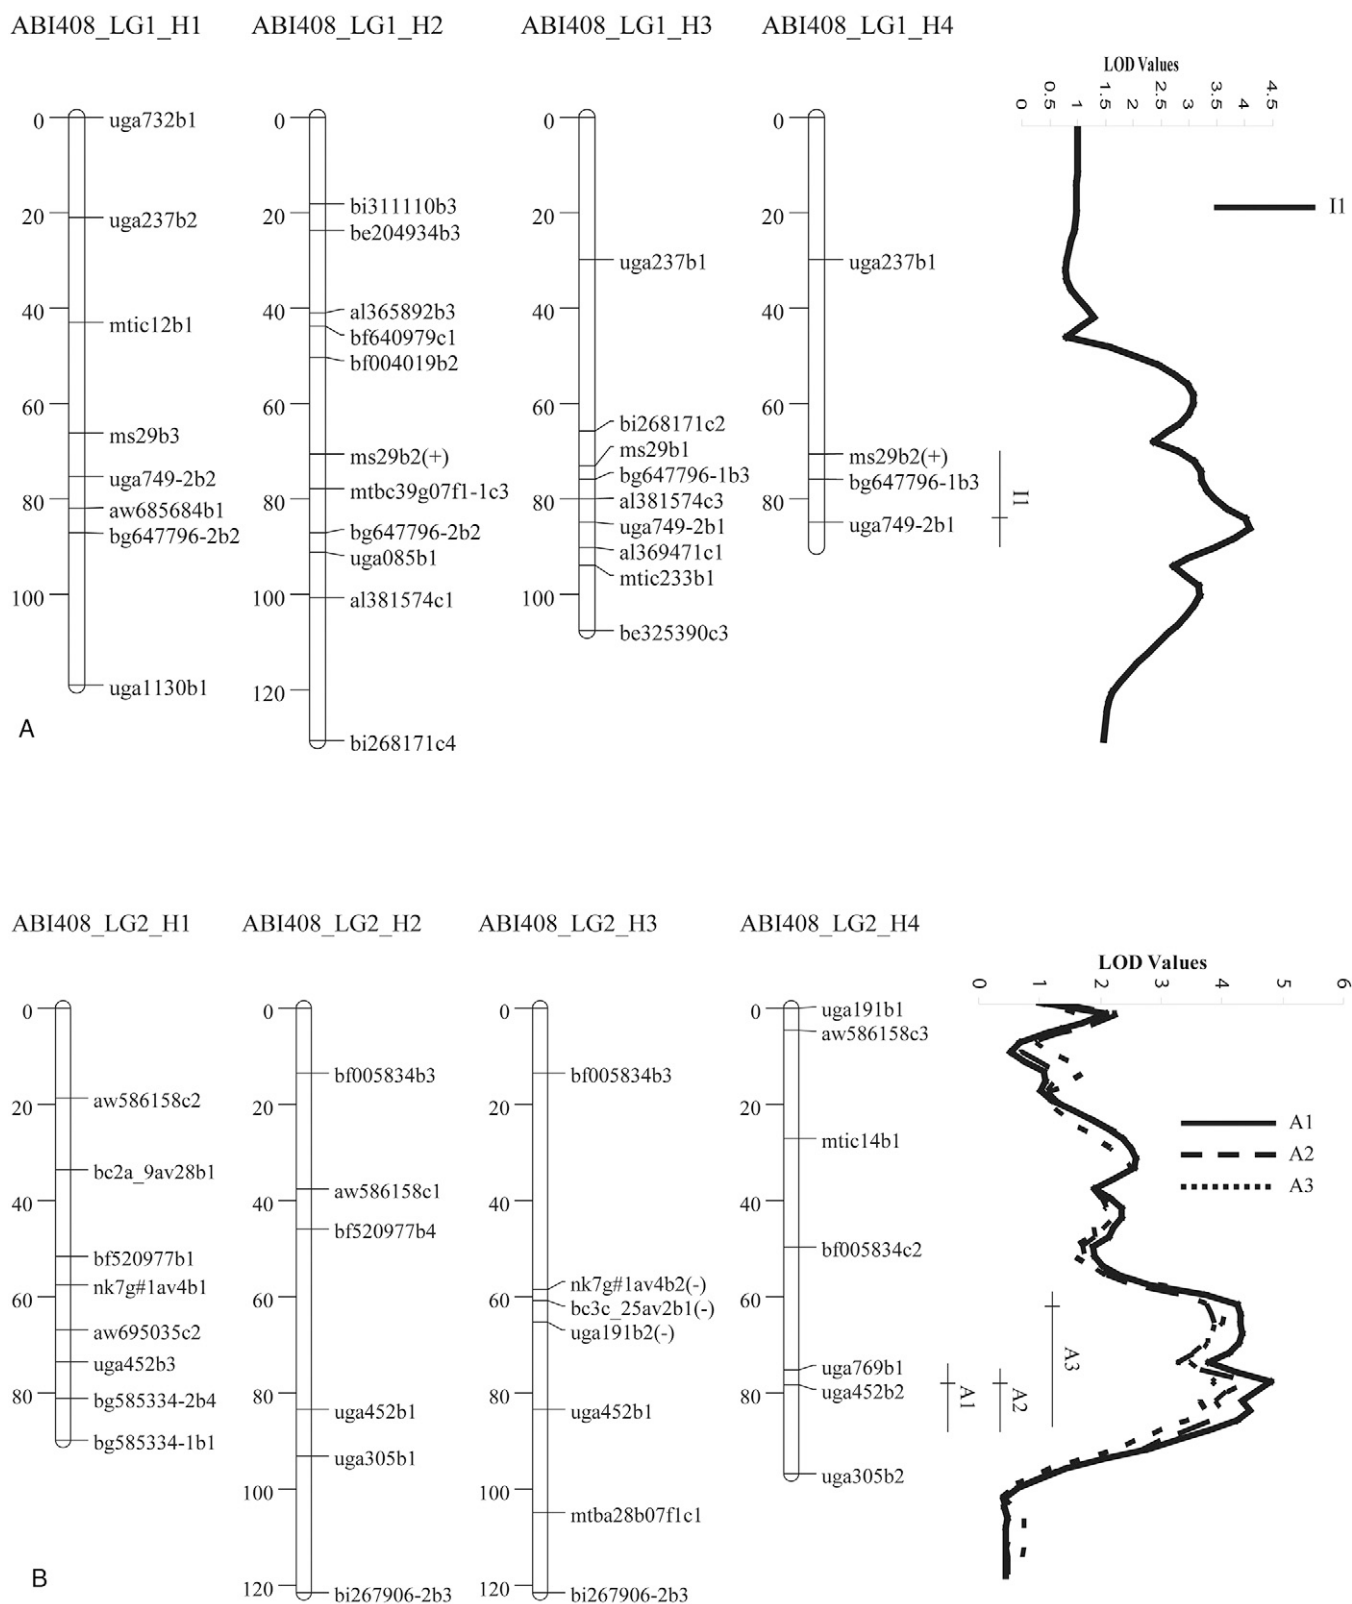 ABI408_LG1_H1 ABI408_LG1_H2 ABI408_LG1_H3 ABI408_LG1_H4
LOD Values
0 0.5 1 1.5 2 2.5 3 3.5 4 4.5
I1
0
20
40
60
80
100
uga732b1
uga237b2
mtic12b1
ms29b3
uga749-2b2
aw685684b1
bg647796-2b2
uga1130b1
0
20
40
60
80
100
120
bi311110b3
be204934b3
al365892b3
bf640979c1
bf004019b2
ms29b2(+)
mtbc39g07f1-1c3
bg647796-2b2
uga085b1
al381574c1
bi268171c4
0
20
40
60
80
100
uga237b1
bi268171c2
ms29b1
bg647796-1b3
al381574c3
uga749-2b1
al369471c1
mtic233b1
be325390c3
0
20
40
60
80
uga237b1
ms29b2(+)
bg647796-1b3
uga749-2b1
I1
A
ABI408_LG2_H1 ABI408_LG2_H2 ABI408_LG2_H3 ABI408_LG2_H4
LOD Values
0 1 2 3 4 5 6
A1
A2
A3
0
20
40
60
80
aw586158c2
bc2a_9av28b1
bf520977b1
nk7g#1av4b1
aw695035c2
uga452b3
bg585334-2b4
bg585334-1b1
0
20
40
60
80
100
120
bf005834b3
aw586158c1
bf520977b4
uga452b1
uga305b1
bi267906-2b3
0
20
40
60
80
100
120
bf005834b3
nk7g#1av4b2(-)
bc3c_25av2b1(-)
uga191b2(-)
uga452b1
mtba28b07f1c1
bi267906-2b3
0
20
40
60
80
uga191b1
aw586158c3
mtic14b1
bf005834c2
uga769b1
uga452b2
uga305b2
A1
A2
A3
B